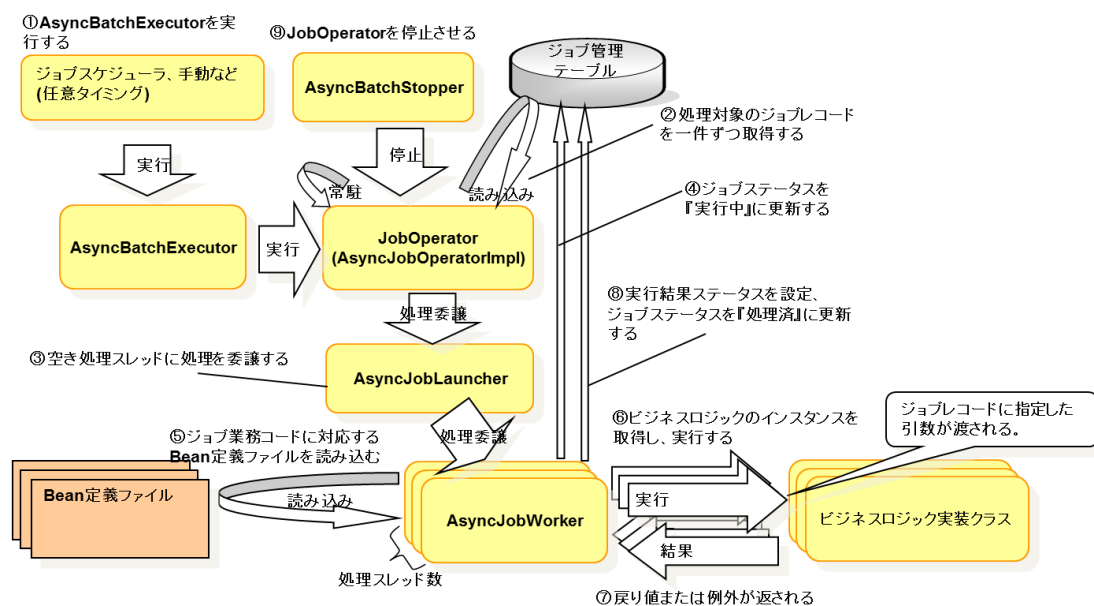 ①AsyncBatchExecutorを実
行する
⑨JobOperatorを停止させる
ジョブ管理
テーブル
ジョブスケジューラ、手動など
(任意タイミング)
AsyncBatchStopper
②処理対象のジョブレコード
を一件ずつ取得する
実行
停止
常駐
読み込み
④ジョブステータスを
『実行中』に更新する
AsyncBatchExecutor
実行
JobOperator
(AsyncJobOperatorImpl)
⑧実行結果ステータスを設定、
ジョブステータスを『処理済』に更新
する
処理委譲
③空き処理スレッドに処理を委譲する
AsyncJobLauncher
ジョブレコードに指定した
引数が渡される。
⑥ビジネスロジックのインスタンスを
取得し、実行する
処理委譲
⑤ジョブ業務コードに対応する
Bean定義ファイルを読み込む
Bean定義ファイル
読み込み
実行
AsyncJobWorker
ビジネスロジック実装クラス
結果
処理スレッド数
⑦戻り値または例外が返される